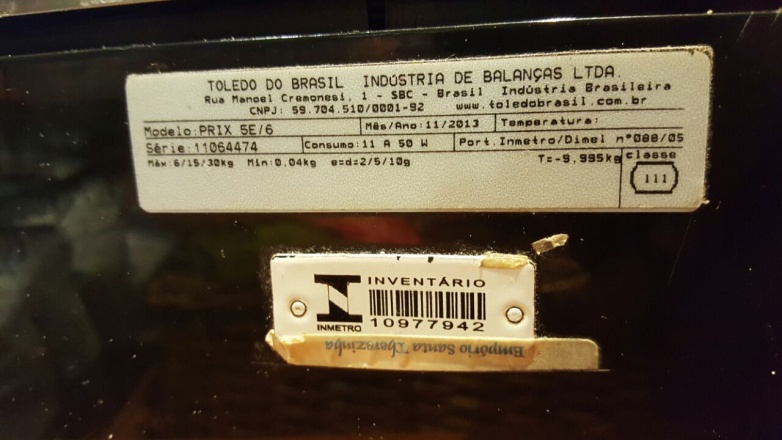 TOLEDO DO BRASIL INDÚSTRIA DE BALANÇAS LTDA.
Rua Manoel Cremonesi, 1 - SBC - Brasil Indústria Brasileira
CNPJ: 59.704.510/0001-92 www.toledobrasil.com.br
Modelo:PRIX 5E/6 Mês/Ano:11/2013 Temperatura:
Série:11064474 Consumo:11 A 50 W Port.Inmetro/Dimel nº088/05
Máx:6/15/30kg Mín:0,04kg e=d=2/5/10g T=-9,995kg classe
III
INVENTÁRIO
INMETRO 10977942
Empório Santa Therezinha